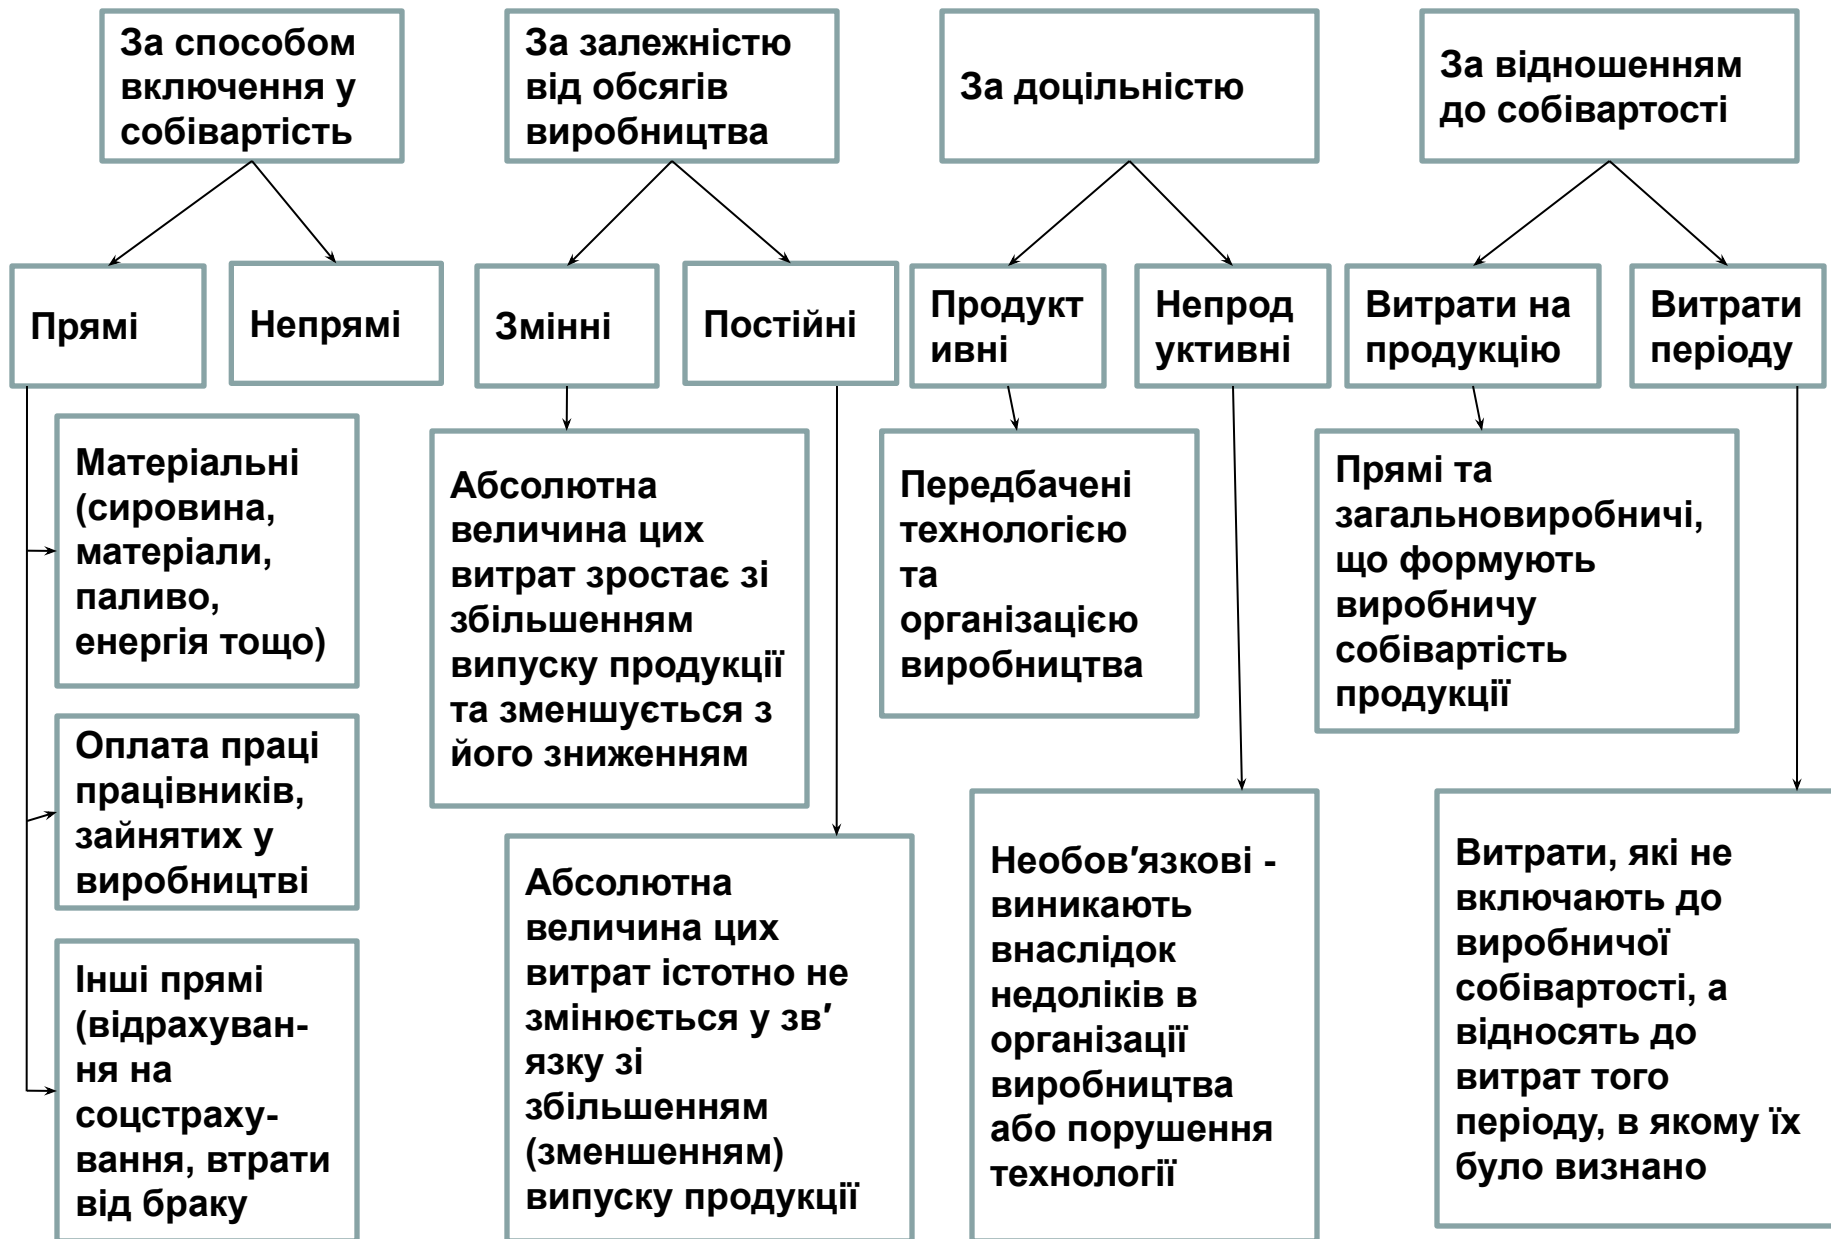 За способом
включення у
собівартість
За залежністю
від обсягів
виробництва
За доцільністю
За відношенням
до собівартості
Прямі
Непрямі
Змінні
Постійні
Продукт
ивні
Непрод
уктивні
Витрати на
продукцію
Витрати
періоду
Матеріальні
(сировина,
матеріали,
паливо,
енергія тощо)
Абсолютна
величина цих
витрат зростає зі
збільшенням
випуску продукції
та зменшується з
його зниженням
Передбачені
технологією
та
організацією
виробництва
Прямі та
загальновиробничі,
що формують
виробничу
собівартість
продукції
Оплата праці
працівників,
зайнятих у
виробництві
Інші прямі
(відрахуван-
ня на
соцстраху-
вання, втрати
від браку
Абсолютна
величина цих
витрат істотно не
змінюється у зв′
язку зі
збільшенням
(зменшенням)
випуску продукції
Необов′язкові -
виникають
внаслідок
недоліків в
організації
виробництва
або порушення
технології
Витрати, які не
включають до
виробничої
собівартості, а
відносять до
витрат того
періоду, в якому їх
було визнано